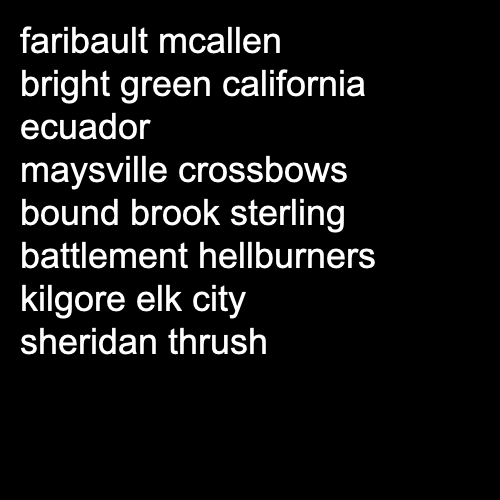 faribault mcallen
bright green california
ecuador
maysville crossbows
bound brook sterling
battlement hellburners
kilgore elk city
sheridan thrush